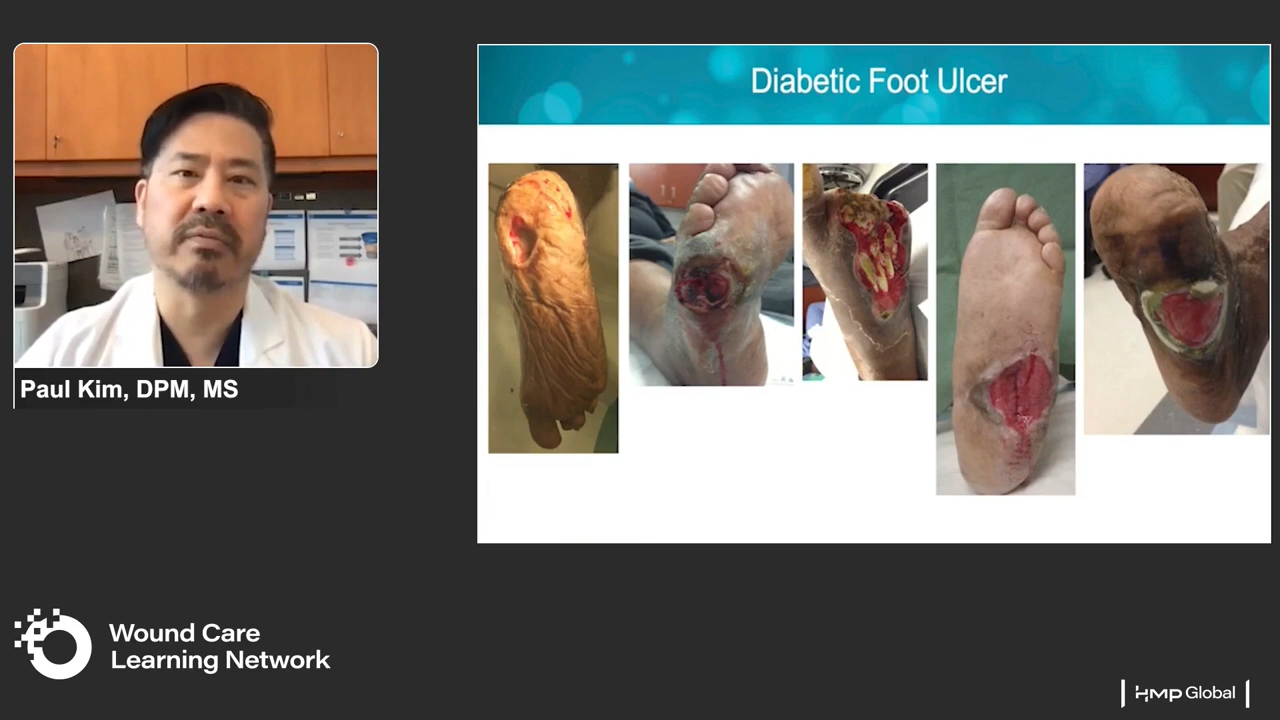 Diabetic Foot Ulcer
Paul Kim, DPM, MS
Wound Care
Learning Network
HMP Global